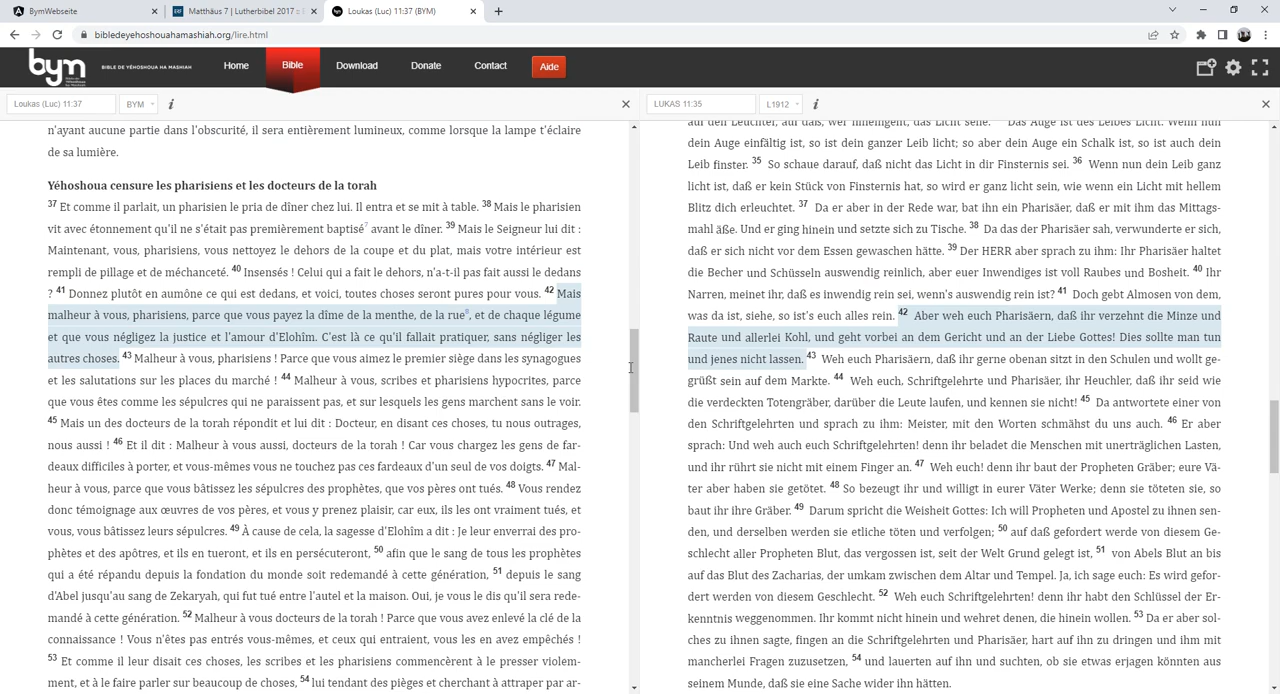 BymWebseite
Matthäus 7 | Lutherbibel 2017 ::
Loukas (Luc) 11:37 (BYM)
bibledeyehoshouahamashiah.org/lire.html
bym
BIBLE DE YÉHOSHOUA HA MASHIAH
Home
Bible
Download
Donate
Contact
Aide
Loukas (Luc) 11:37
BYM
i
n'ayant aucune partie dans l'obscurité, il sera entièrement lumineux, comme lorsque la lampe t'éclaire
de sa lumière.
Yéhoshoua censure les pharisiens et les docteurs de la torah
37 Et comme il parlait, un pharisien le pria de dîner chez lui. Il entra et se mit à table. 38 Mais le pharisien
vit avec étonnement qu'il ne s'était pas premièrement baptisé7 avant le dîner. 39 Mais le Seigneur lui dit :
Maintenant, vous, pharisiens, vous nettoyez le dehors de la coupe et du plat, mais votre intérieur est
rempli de pillage et de méchanceté. 40 Insensés ! Celui qui a fait le dehors, n'a-t-il pas fait aussi le dedans
? 41 Donnez plutôt en aumône ce qui est dedans, et voici, toutes choses seront pures pour vous. 42 Mais
malheur à vous, pharisiens, parce que vous payez la dîme de la menthe, de la rue8, et de chaque légume
et que vous négligez la justice et l'amour d'Elohîm. C'est là ce qu'il fallait pratiquer, sans négliger les
autres choses. 43 Malheur à vous, pharisiens ! Parce que vous aimez le premier siège dans les synagogues
et les salutations sur les places du marché ! 44 Malheur à vous, scribes et pharisiens hypocrites, parce
que vous êtes comme les sépulcres qui ne paraissent pas, et sur lesquels les gens marchent sans le voir.
45 Mais un des docteurs de la torah répondit et lui dit : Docteur, en disant ces choses, tu nous outrages,
nous aussi ! 46 Et il dit : Malheur à vous aussi, docteurs de la torah ! Car vous chargez les gens de far-
deaux difficiles à porter, et vous-mêmes vous ne touchez pas ces fardeaux d'un seul de vos doigts. 47 Mal-
heur à vous, parce que vous bâtissez les sépulcres des prophètes, que vos pères ont tués. 48 Vous rendez
donc témoignage aux œuvres de vos pères, et vous y prenez plaisir, car eux, ils les ont vraiment tués, et
vous, vous bâtissez leurs sépulcres. 49 À cause de cela, la sagesse d'Elohîm a dit : Je leur enverrai des pro-
phètes et des apôtres, et ils en tueront, et ils en persécuteront, 50 afin que le sang de tous les prophètes
qui a été répandu depuis la fondation du monde soit redemandé à cette génération, 51 depuis le sang
d'Abel jusqu'au sang de Zekaryah, qui fut tué entre l'autel et la maison. Oui, je vous le dis qu'il sera rede-
mandé à cette génération. 52 Malheur à vous docteurs de la torah ! Parce que vous avez enlevé la clé de la
connaissance ! Vous n'êtes pas entrés vous-mêmes, et ceux qui entraient, vous les en avez empêchés !
53 Et comme il leur disait ces choses, les scribes et les pharisiens commencèrent à le presser violem-
ment, et à le faire parler sur beaucoup de choses, 54 lui tendant des pièges et cherchant à attraper par ar-
LUKAS 11:35
L1912
i
auf den Leuchter, auf daß, wer hineingeht, das Licht sehe. Das Auge ist des Leibes Licht. Wenn nun
dein Auge einfältig ist, so ist dein ganzer Leib licht; so aber dein Auge ein Schalk ist, so ist auch dein
Leib finster. 35 So schaue darauf, daß nicht das Licht in dir Finsternis sei. 36 Wenn nun dein Leib ganz
licht ist, daß er kein Stück von Finsternis hat, so wird er ganz licht sein, wie wenn ein Licht mit hellem
Blitz dich erleuchtet. 37 Da er aber in der Rede war, bat ihn ein Pharisäer, daß er mit ihm das Mittags-
mahl äße. Und er ging hinein und setzte sich zu Tische. 38 Da das der Pharisäer sah, verwunderte er sich,
daß er sich nicht vor dem Essen gewaschen hätte. 39 Der HERR aber sprach zu ihm: Ihr Pharisäer haltet
die Becher und Schüsseln auswendig reinlich, aber euer Inwendiges ist voll Raubes und Bosheit. 40 Ihr
Narren, meinet ihr, daß es inwendig rein sei, wenn's auswendig rein ist? 41 Doch gebt Almosen von dem,
was da ist, siehe, so ist's euch alles rein. 42 Aber weh euch Pharisäern, daß ihr verzehnt die Minze und
Raute und allerlei Kohl, und geht vorbei an dem Gericht und an der Liebe Gottes! Dies sollte man tun
und jenes nicht lassen. 43 Weh euch Pharisäern, daß ihr gerne obenan sitzt in den Schulen und wollt ge-
grüßt sein auf dem Markte. 44 Weh euch, Schriftgelehrte und Pharisäer, ihr Heuchler, daß ihr seid wie
die verdeckten Totengräber, darüber die Leute laufen, und kennen sie nicht! 45 Da antwortete einer von
den Schriftgelehrten und sprach zu ihm: Meister, mit den Worten schmähst du uns auch. 46 Er aber
sprach: Und weh auch euch Schriftgelehrten! denn ihr beladet die Menschen mit unerträglichen Lasten,
und ihr rührt sie nicht mit einem Finger an. 47 Weh euch! denn ihr baut der Propheten Gräber; eure Vä-
ter aber haben sie getötet. 48 So bezeugt ihr und willigt in eurer Väter Werke; denn sie töteten sie, so
baut ihr ihre Gräber. 49 Darum spricht die Weisheit Gottes: Ich will Propheten und Apostel zu ihnen sen-
den, und derselben werden sie etliche töten und verfolgen; 50 auf daß gefordert werde von diesem Ge-
schlecht aller Propheten Blut, das vergossen ist, seit der Welt Grund gelegt ist, 51 von Abels Blut an bis
auf das Blut des Zacharias, der umkam zwischen dem Altar und Tempel. Ja, ich sage euch: Es wird gefor-
dert werden von diesem Geschlecht. 52 Weh euch Schriftgelehrten! denn ihr habt den Schlüssel der Er-
kenntnis weggenommen. Ihr kommt nicht hinein und wehret denen, die hinein wollen. 53 Da er aber sol-
ches zu ihnen sagte, fingen an die Schriftgelehrten und Pharisäer, hart auf ihn zu dringen und ihm mit
mancherlei Fragen zuzusetzen, 54 und lauerten auf ihn und suchten, ob sie etwas erjagen könnten aus
seinem Munde, daß sie eine Sache wider ihn hätten.